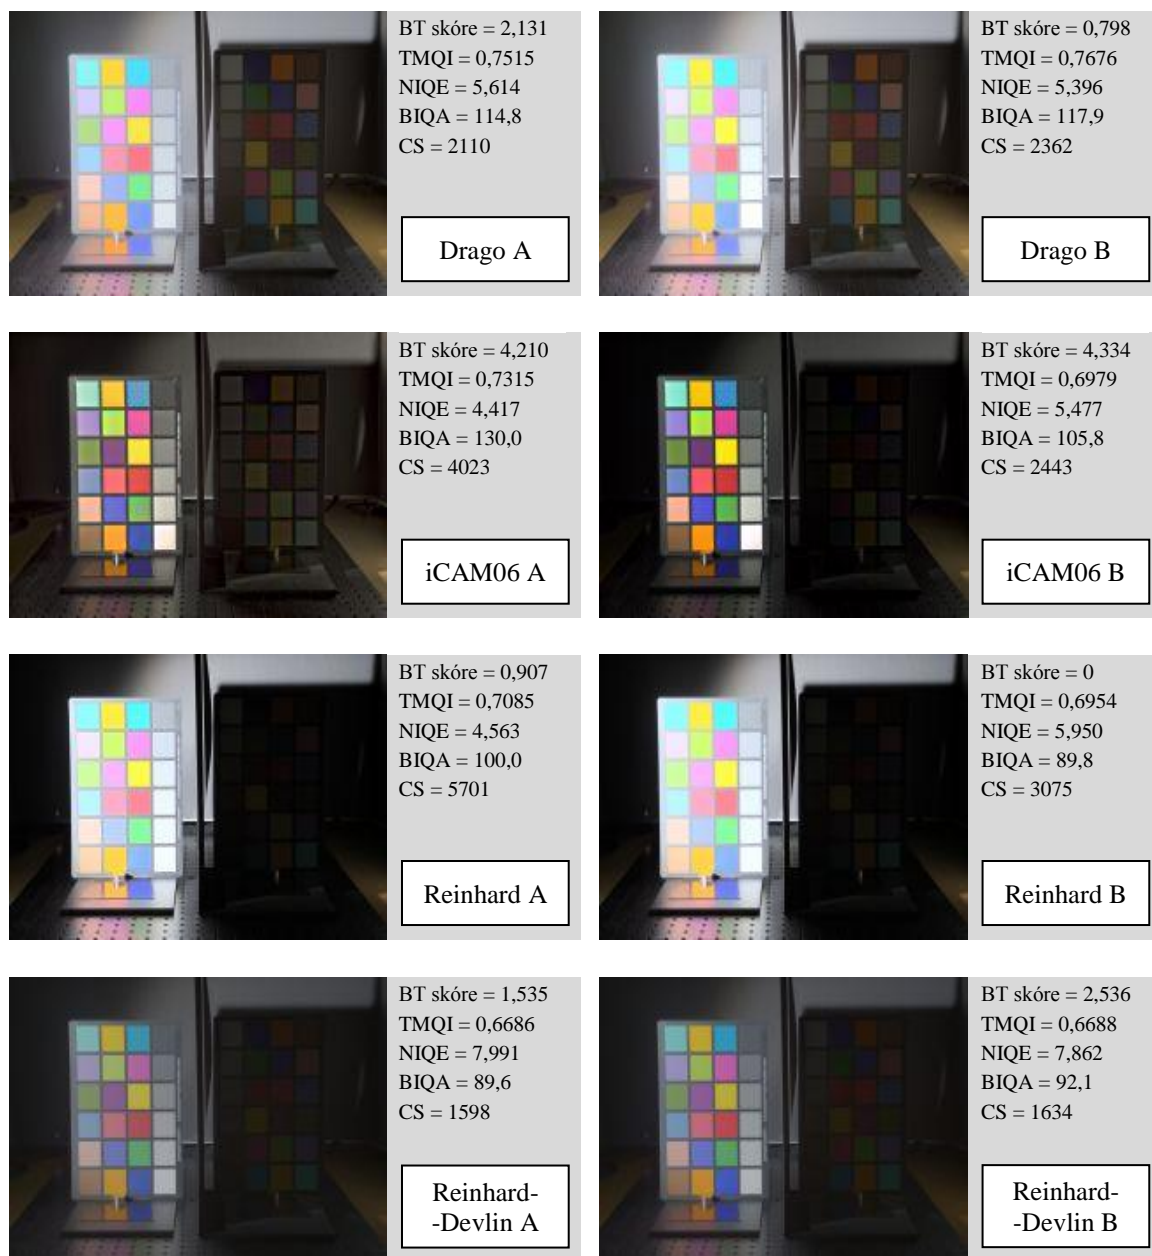 BT skóre = 2,131
TMQI = 0,7515
NIQE = 5,614
BIQA = 114,8
CS = 2110
Drago A
BT skóre = 0,798
TMQI = 0,7676
NIQE = 5,396
BIQA = 117,9
CS = 2362
Drago B
BT skóre = 4,210
TMQI = 0,7315
NIQE = 4,417
BIQA = 130,0
CS = 4023
iCAM06 A
BT skóre = 4,334
TMQI = 0,6979
NIQE = 5,477
BIQA = 105,8
CS = 2443
iCAM06 B
BT skóre = 0,907
TMQI = 0,7085
NIQE = 4,563
BIQA = 100,0
CS = 5701
Reinhard A
BT skóre = 0
TMQI = 0,6954
NIQE = 5,950
BIQA = 89,8
CS = 3075
Reinhard B
BT skóre = 1,535
TMQI = 0,6686
NIQE = 7,991
BIQA = 89,6
CS = 1598
Reinhard-
-Devlin A
BT skóre = 2,536
TMQI = 0,6688
NIQE = 7,862
BIQA = 92,1
CS = 1634
Reinhard-
-Devlin B